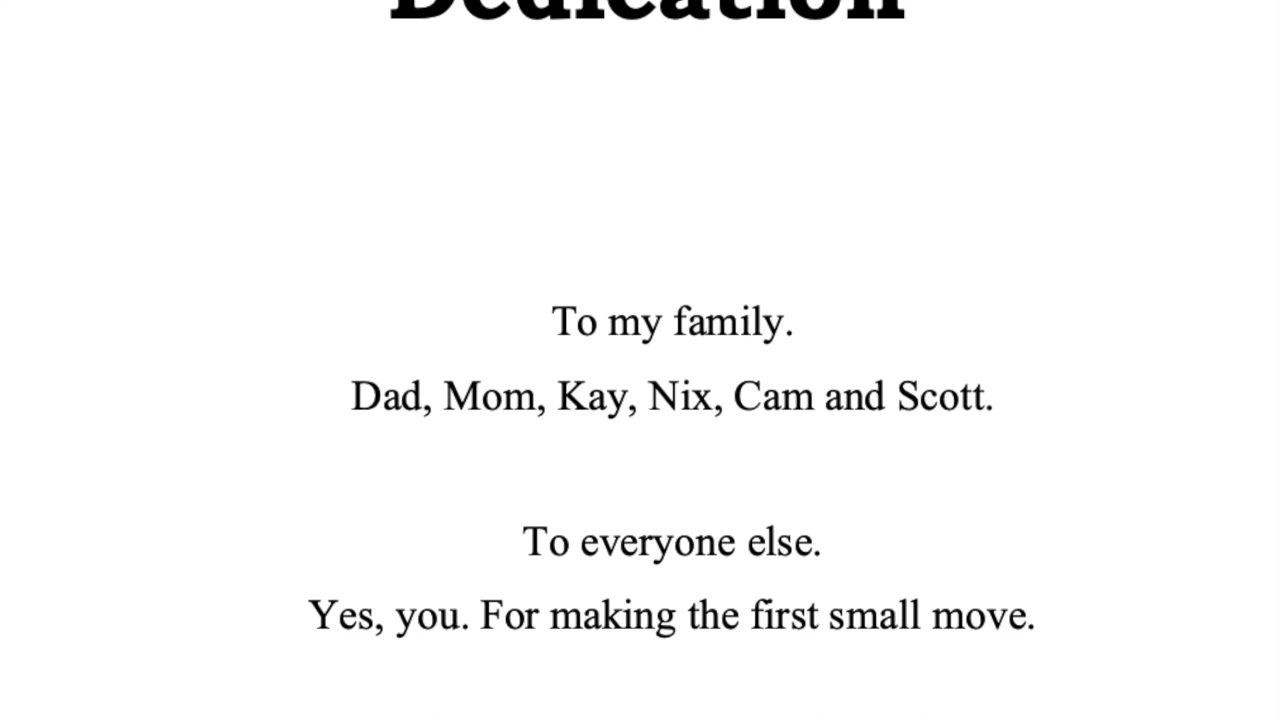 Dedication
To my family.
Dad, Mom, Kay, Nix, Cam and Scott.
To everyone else.
Yes, you. For making the first small move.